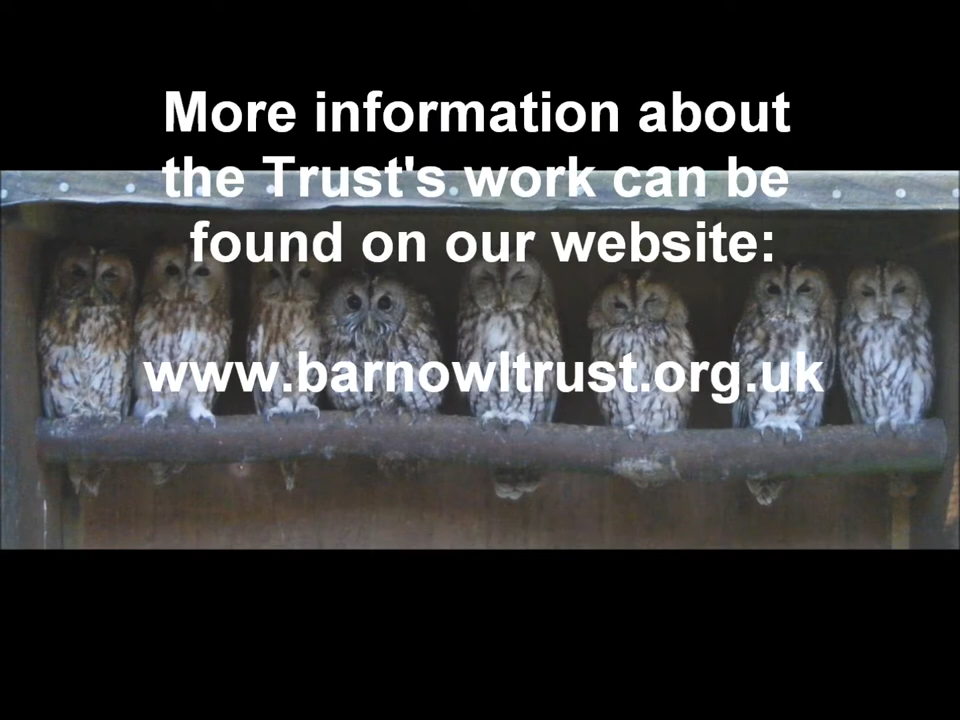 More information about
the Trust's work can be
found on our website:
www.barnowltrust.org.uk